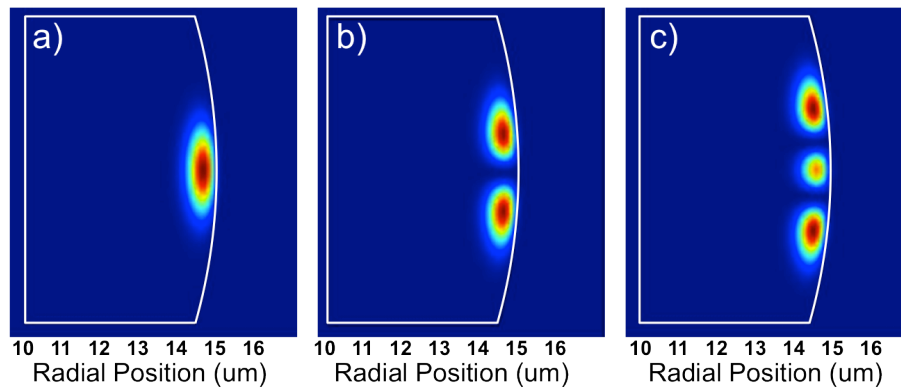 a) b) c)
10 11 12 13 14 15 16 10 11 12 13 14 15 16 10 11 12 13 14 15 16
Radial Position (um) Radial Position (um) Radial Position (um)